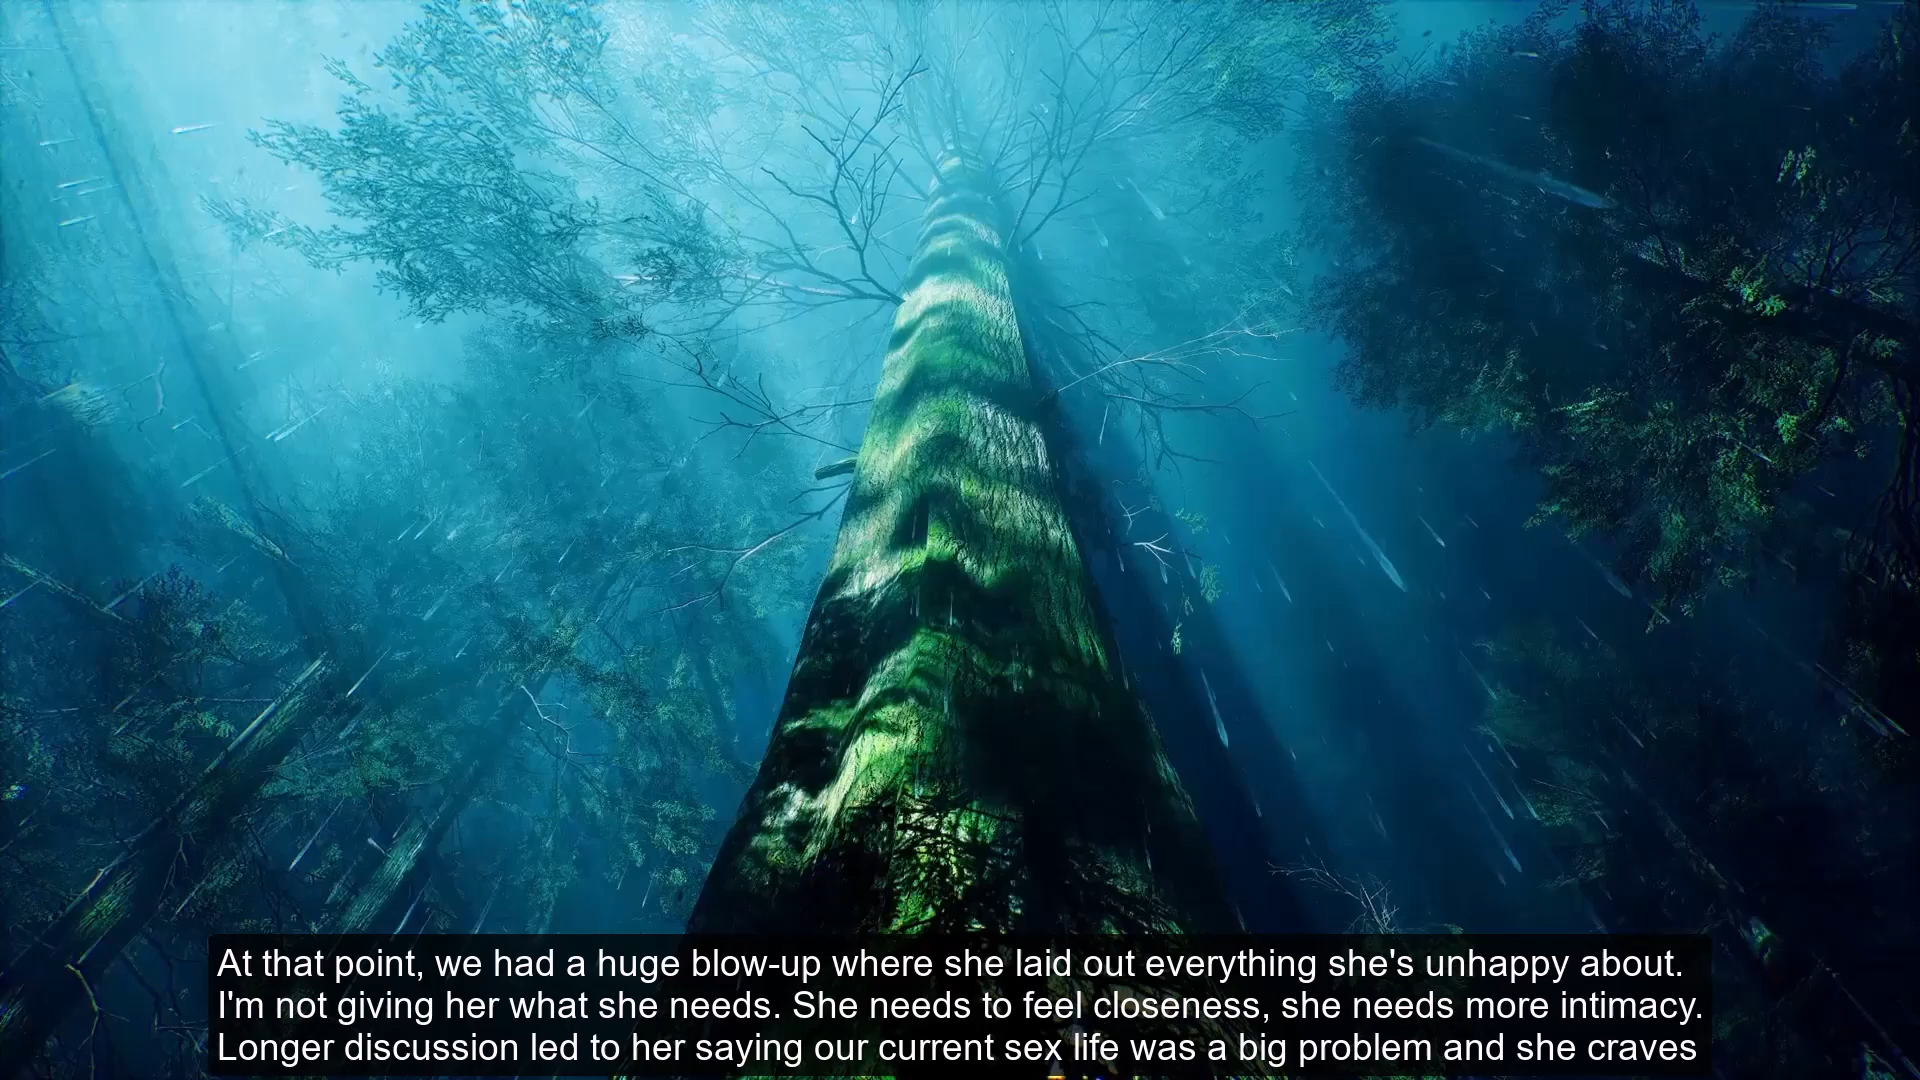 At that point, we had a huge blow-up where she laid out everything she's unhappy about.
I'm not giving her what she needs. She needs to feel closeness, she needs more intimacy.
Longer discussion led to her saying our current sex life was a big problem and she craves